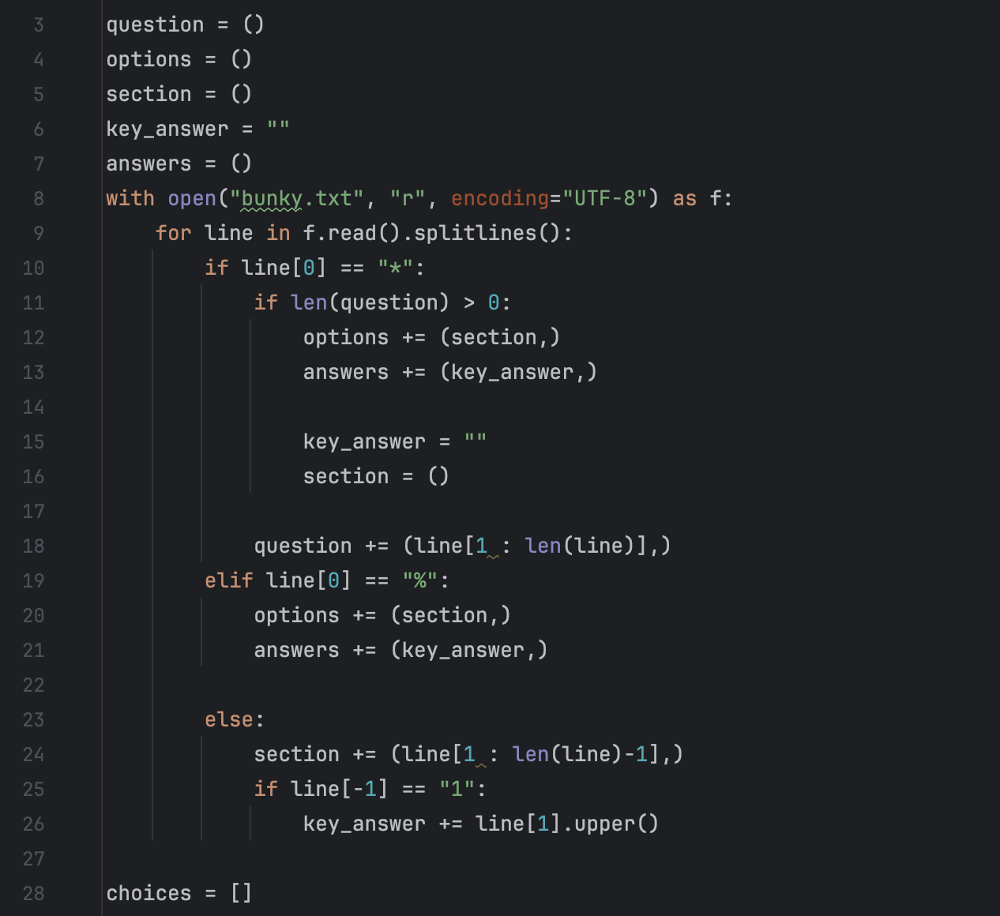 3 question = ()
4 options = ()
5 section = ()
6 key_answer = ""
7 answers = ()
8 with open("bunky.txt", "r", encoding="UTF-8") as f:
9     for line in f.read().splitlines():
10         if line[0] == "*":
11             if len(question) > 0:
12                 options += (section,)
13                 answers += (key_answer,)
14
15                 key_answer = ""
16                 section = ()
17
18             question += (line[1 : len(line)],)
19         elif line[0] == "%":
20             options += (section,)
21             answers += (key_answer,)
22
23         else:
24             section += (line[1 : len(line)-1],)
25             if line[-1] == "1":
26                 key_answer += line[1].upper()
27
28 choices = []